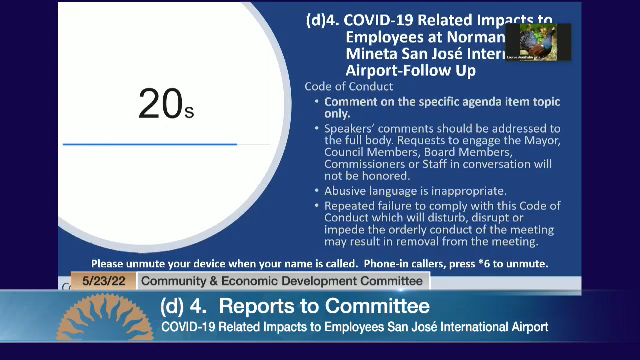 20s
(d)4. COVID-19 Related Impacts to
Employees at Norman
Mineta San José Intern
Airport-Follow Up
Code of Conduct
• Comment on the specific agenda item topic
only.
• Speakers' comments should be addressed to
the full body. Requests to engage the Mayor,
Council Members, Board Members,
Commissioners or Staff in conversation will
not be honored.
• Abusive language is inappropriate.
• Repeated failure to comply with this Code of
Conduct which will disturb, disrupt or
impede the orderly conduct of the meeting
may result in removal from the meeting.
Please unmute your device when your name is called. Phone-in callers, press *6 to unmute.
5/23/22 Community & Economic Development Committee
(d) 4. Reports to Committee
COVID-19 Related Impacts to Employees San José International Airport